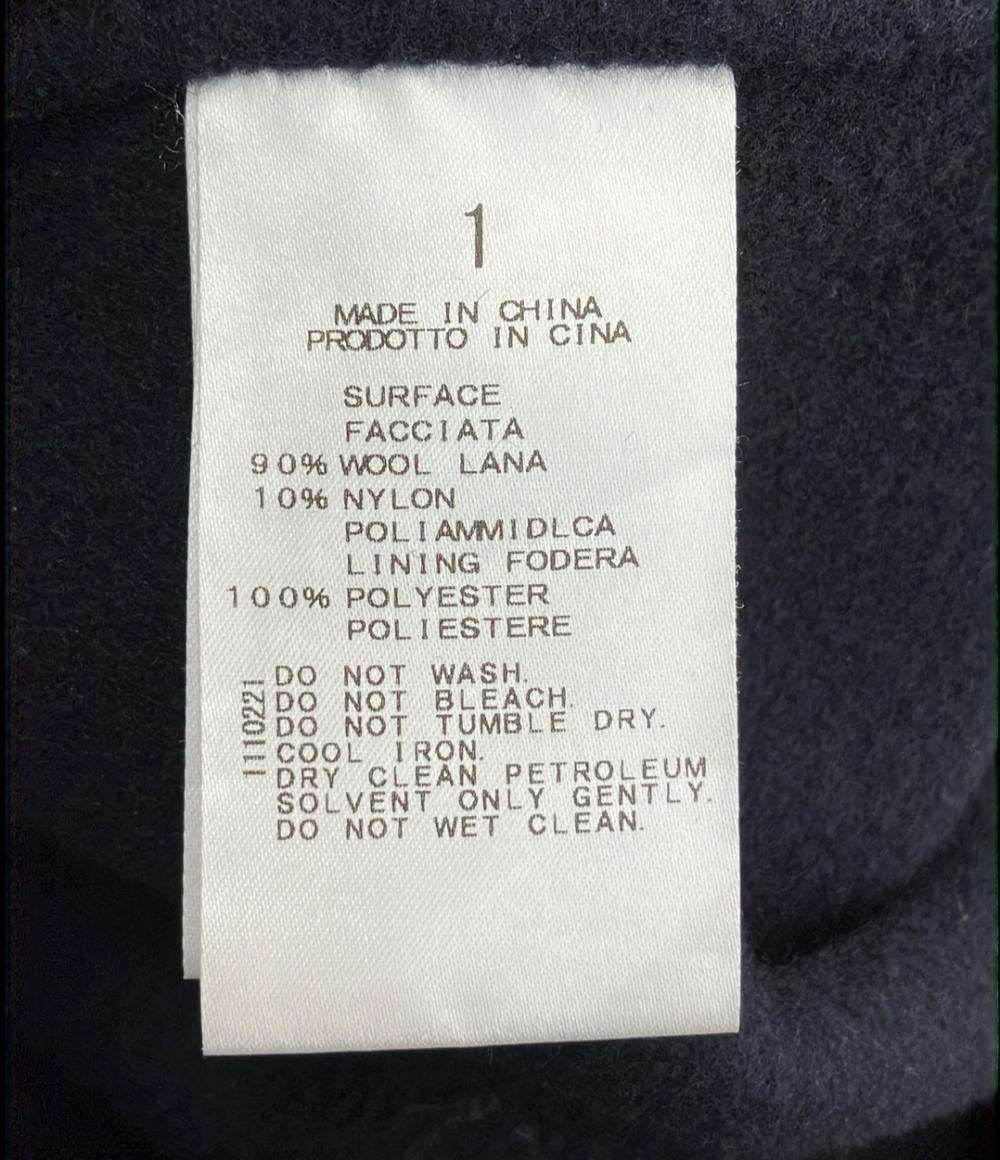 1
MADE IN CHINA
PRODOTTO IN CINA
SURFACE
FACCIATA
90% WOOL LANA
10% NYLON
POLIAMMIDLCA
LINING FODERA
100% POLYESTER
POLIESTERE
1110221
DO NOT WASH.
DO NOT BLEACH.
DO NOT TUMBLE DRY.
COOL IRON.
DRY CLEAN PETROLEUM
SOLVENT ONLY GENTLY.
DO NOT WET CLEAN.